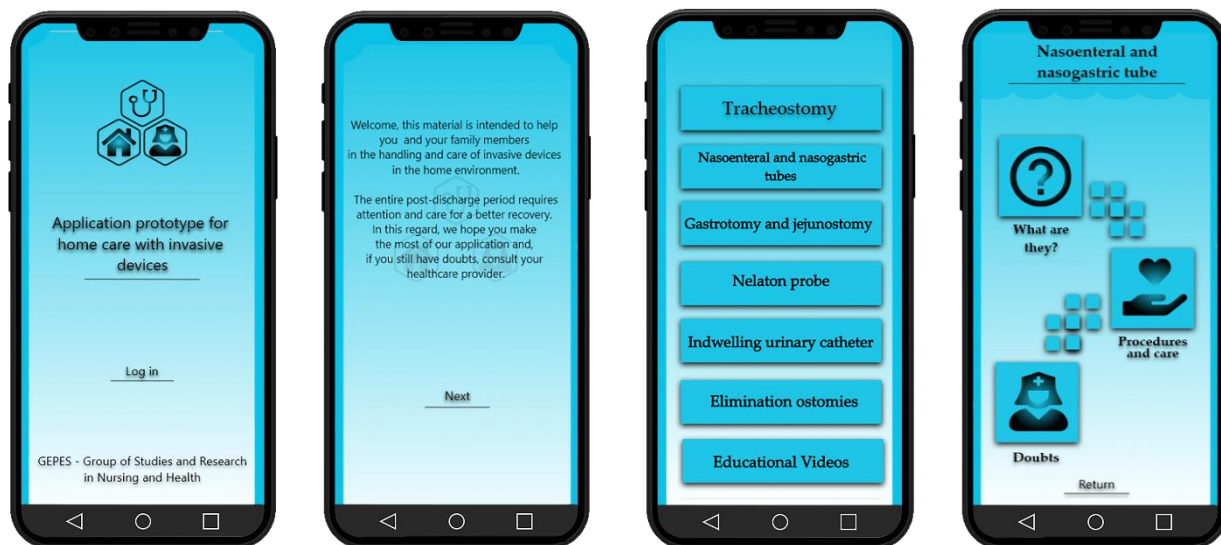 Application prototype for
home care with invasive
devices
Log in
GEPES - Group of Studies and Research
in Nursing and Health
Welcome, this material is intended to help
you and your family members
in the handling and care of invasive devices
in the home environment.
The entire post-discharge period requires
attention and care for a better recovery.
In this regard, we hope you make
the most of our application and,
if you still have doubts, consult your
healthcare provider.
Next
Tracheostomy
Nasoenteral and nasogastric
tubes
Gastrotomy and jejunostomy
Nelaton probe
Indwelling urinary catheter
Elimination ostomies
Educational Videos
Nasoenteral and
nasogastric tube
What are
they?
Procedures
and care
Doubts
Return